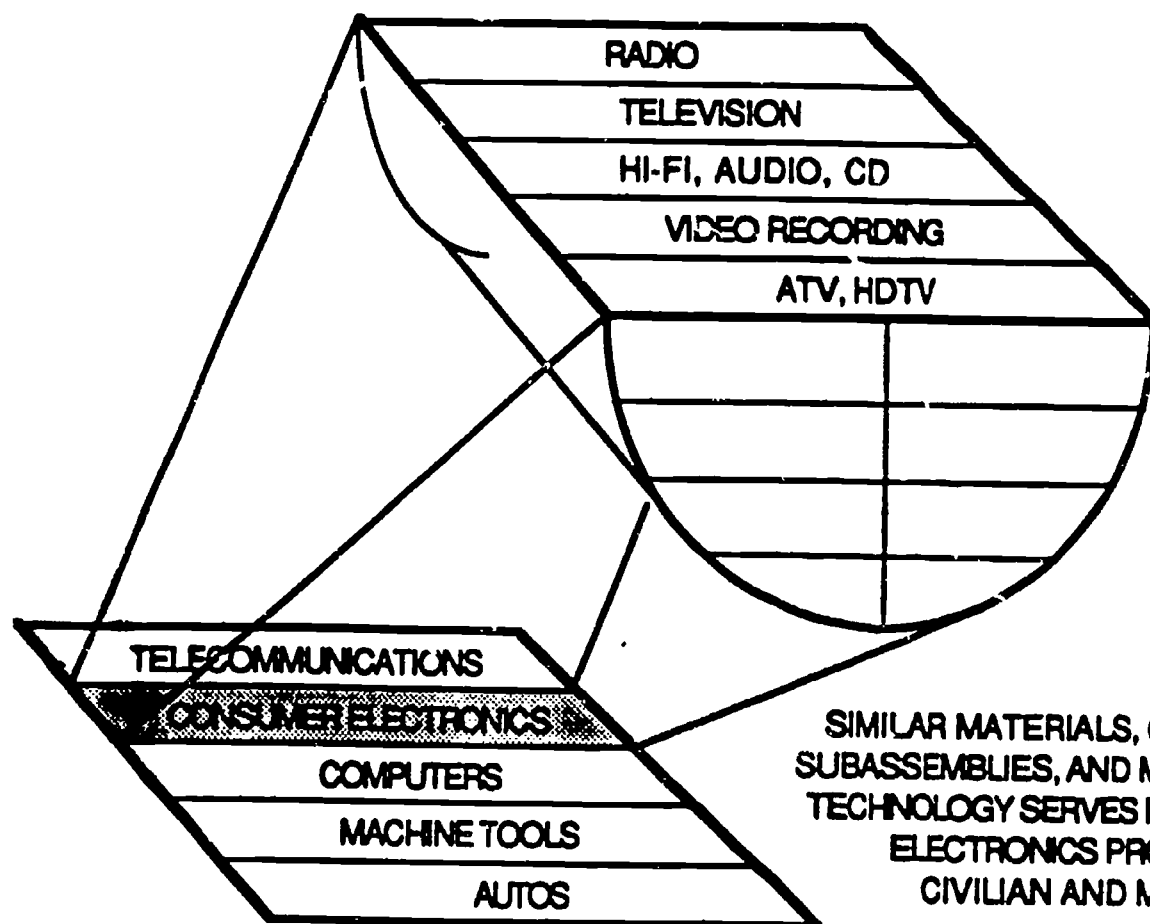 RADIO
TELEVISION
HI-FI, AUDIO, CD
VIDEO RECORDING
ATV, HDTV
TELECOMMUNICATIONS
CONSUMER ELECTRONICS
COMPUTERS
MACHINE TOOLS
AUTOS
SIMILAR MATERIALS,
SUBASSEMBLIES, AND
TECHNOLOGY SERVES
ELECTRONICS
CIVILIAN AND